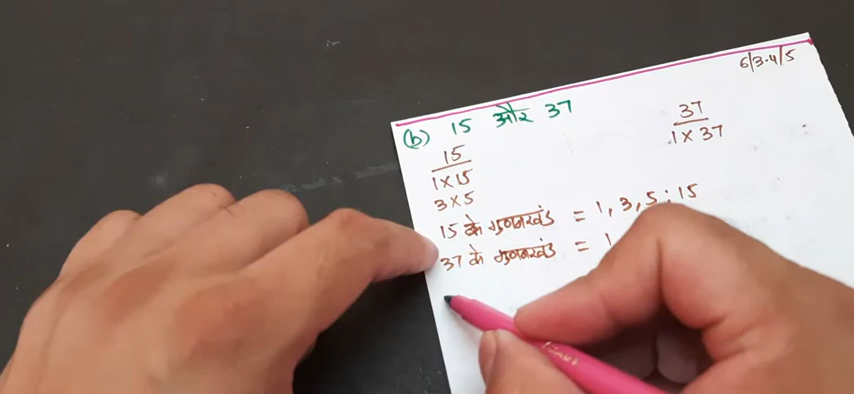 6/3.4/5
(b) 15 और 37
15
1 × 15
3 × 5
37
1 × 37
15 के गुणनखंड = 1, 3, 5, 15
37 के गुणनखंड = 1